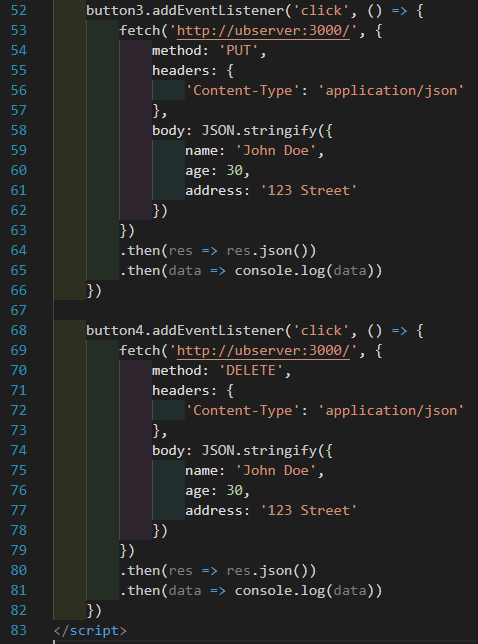 52 button3.addEventListener('click', () => {
53 fetch('http://ubserver:3000/', {
54 method: 'PUT',
55 headers: {
56 'Content-Type': 'application/json'
57 },
58 body: JSON.stringify({
59 name: 'John Doe',
60 age: 30,
61 address: '123 Street'
62 })
63 })
64 .then(res => res.json())
65 .then(data => console.log(data))
66 })
67
68 button4.addEventListener('click', () => {
69 fetch('http://ubserver:3000/', {
70 method: 'DELETE',
71 headers: {
72 'Content-Type': 'application/json'
73 },
74 body: JSON.stringify({
75 name: 'John Doe',
76 age: 30,
77 address: '123 Street'
78 })
79 })
80 .then(res => res.json())
81 .then(data => console.log(data))
82 })
83 </script>